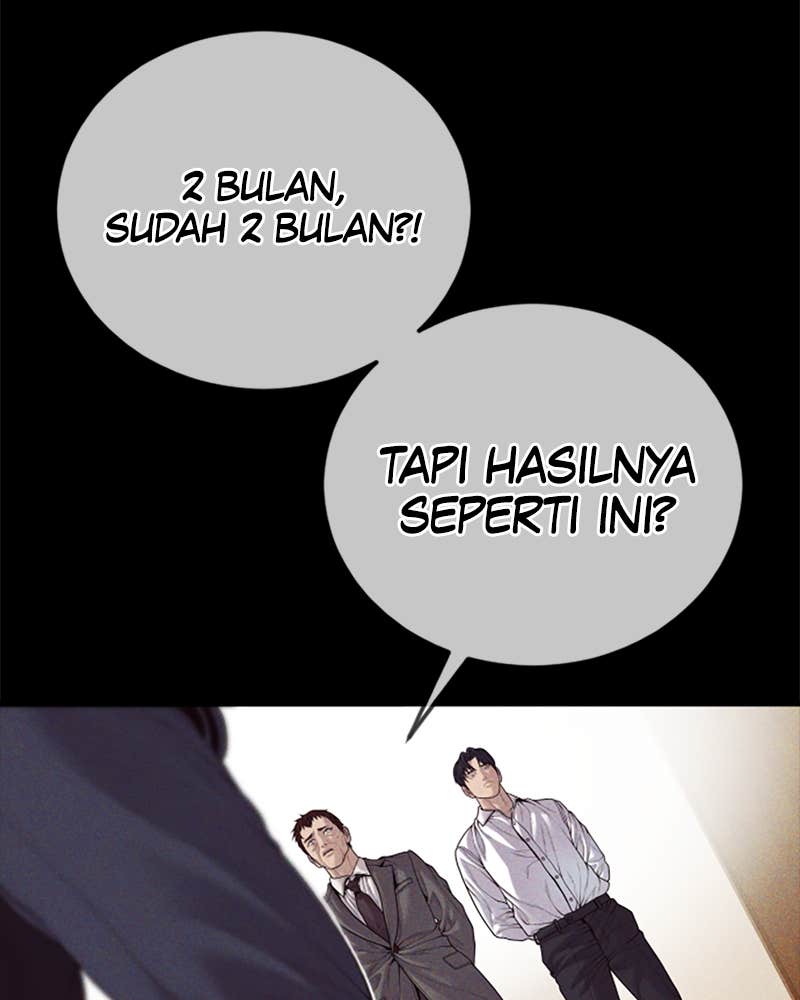 2 BULAN,
SUDAH 2 BULAN?!
TAPI HASILNYA
SEPERTI INI?